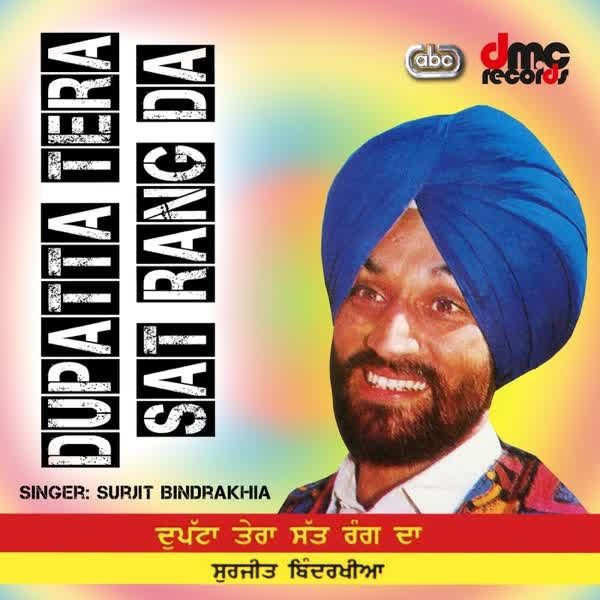 abc
dmc
records
DUPATTA TERA
SAT RANG DA
SINGER: SURJIT BINDRAKHIA
ਦੁਪੱਟਾ ਤੇਰਾ ਸੱਤ ਰੰਗ ਦਾ
ਸੁਰਜੀਤ ਬਿੰਦਰਖੀਆ